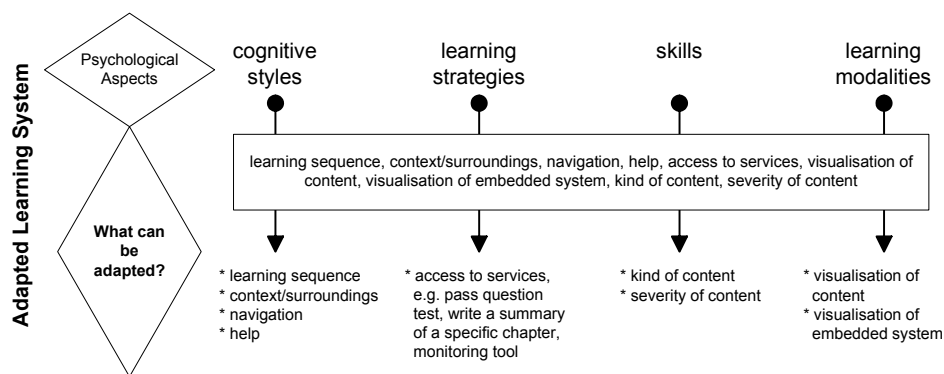 Adapted Learning System
Psychological
Aspects
cognitive
styles
learning
strategies
skills
learning
modalities
learning sequence, context/surroundings, navigation, help, access to services, visualisation of
content, visualisation of embedded system, kind of content, severity of content
What can
be
adapted?
* learning sequence
* context/surroundings
* navigation
* help
* access to services,
e.g. pass question
test, write a summary
of a specific chapter,
monitoring tool
* kind of content
* severity of content
* visualisation of
content
* visualisation of
embedded system